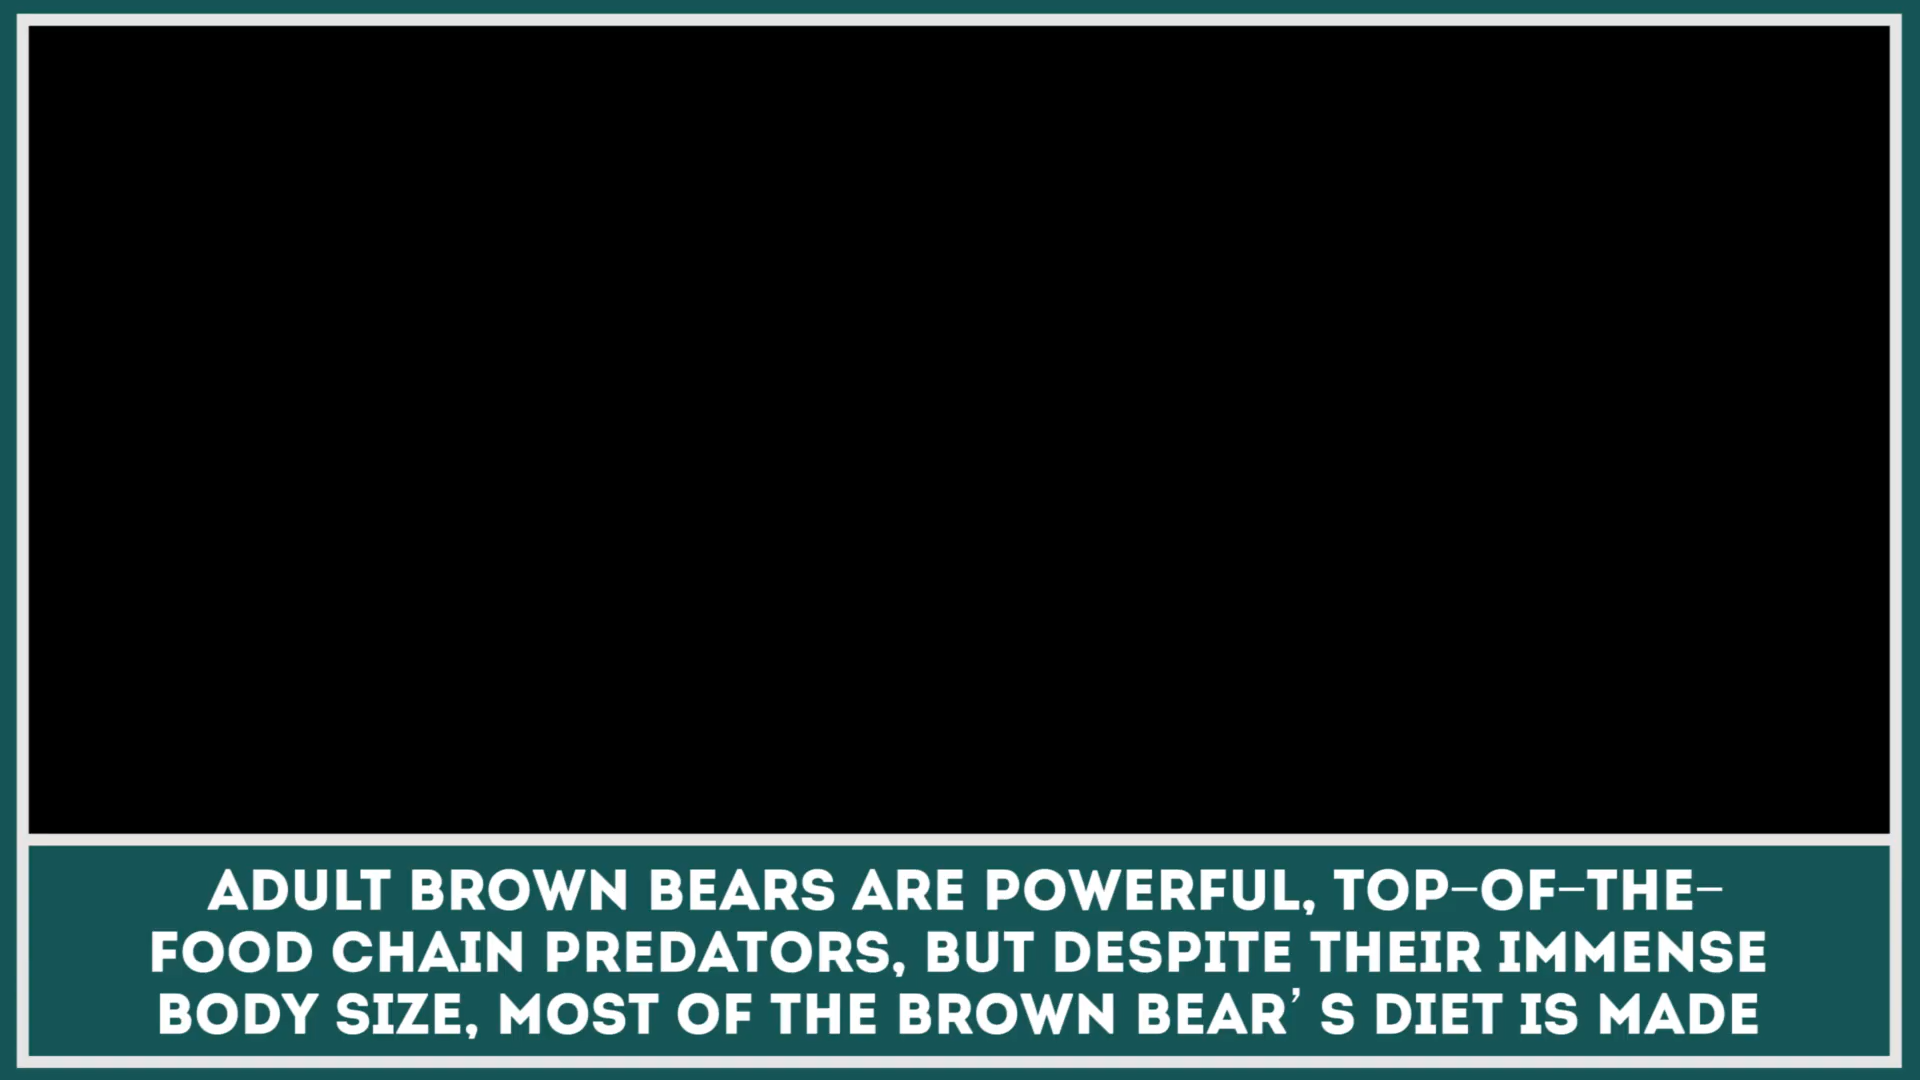 ADULT BROWN BEARS ARE POWERFUL, TOP-OF-THE-
FOOD CHAIN PREDATORS, BUT DESPITE THEIR IMMENSE
BODY SIZE, MOST OF THE BROWN BEAR’ S DIET IS MADE